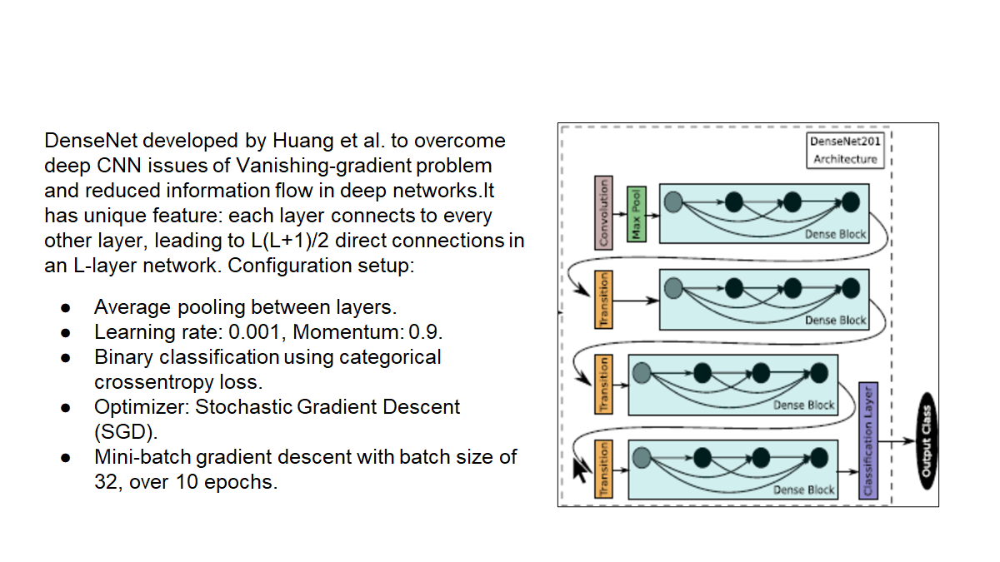 DenseNet developed by Huang et al. to overcome
deep CNN issues of Vanishing-gradient problem
and reduced information flow in deep networks.It
has unique feature: each layer connects to every
other layer, leading to L(L+1)/2 direct connections in
an L-layer network. Configuration setup:
● Average pooling between layers.
● Learning rate: 0.001, Momentum: 0.9.
● Binary classification using categorical
crossentropy loss.
● Optimizer: Stochastic Gradient Descent
(SGD).
● Mini-batch gradient descent with batch size of
32, over 10 epochs.
DenseNet201
Architecture
Convolution
Max Pool
Dense Block
Transition
Dense Block
Transition
Dense Block
Transition
Dense Block
Classification Layer
Output Class